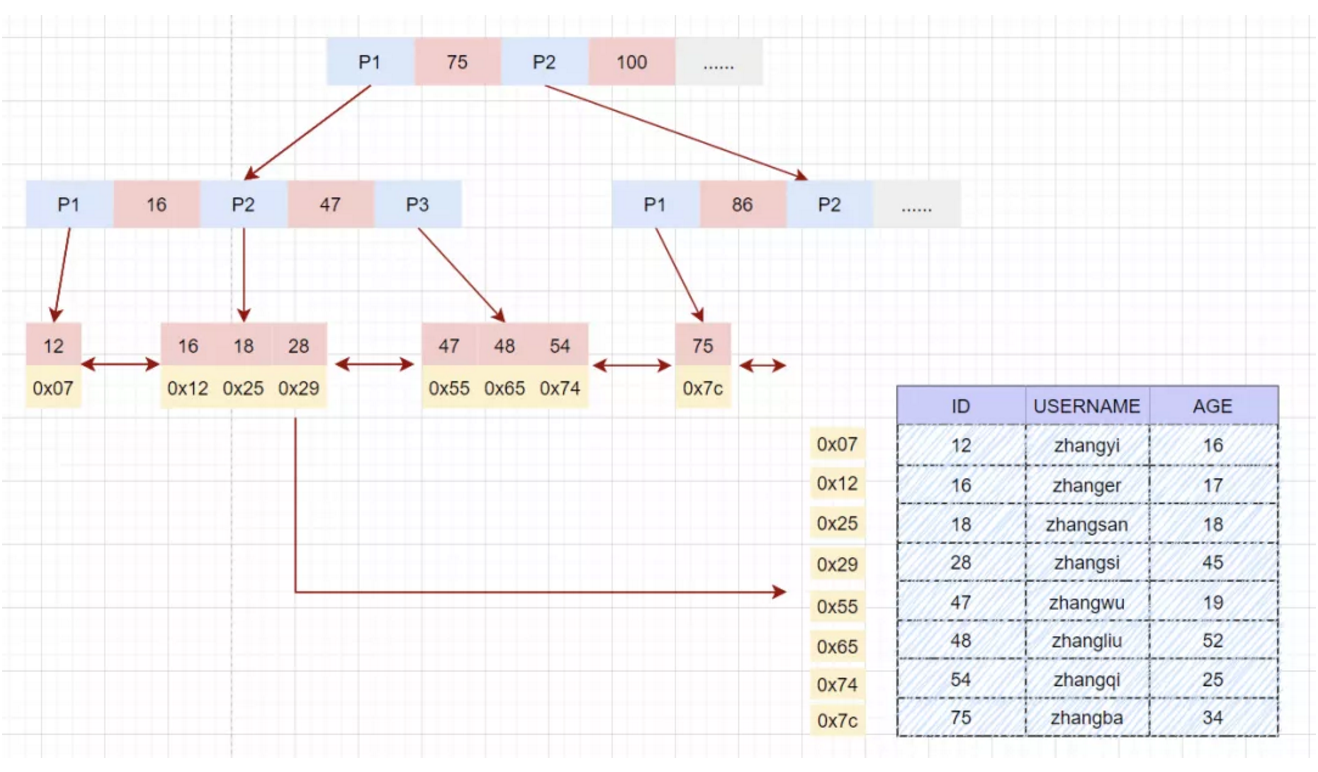 P1 75 P2 100 ......
P1 16 P2 47 P3
P1 86 P2 ......
12
0x07
16 18 28
0x12 0x25 0x29
47 48 54
0x55 0x65 0x74
75
0x7c
ID USERNAME AGE
0x07 12 zhangyi 16
0x12 16 zhanger 17
0x25 18 zhangsan 18
0x29 28 zhangsi 45
0x55 47 zhangwu 19
0x65 48 zhangliu 52
0x74 54 zhangqi 25
0x7c 75 zhangba 34